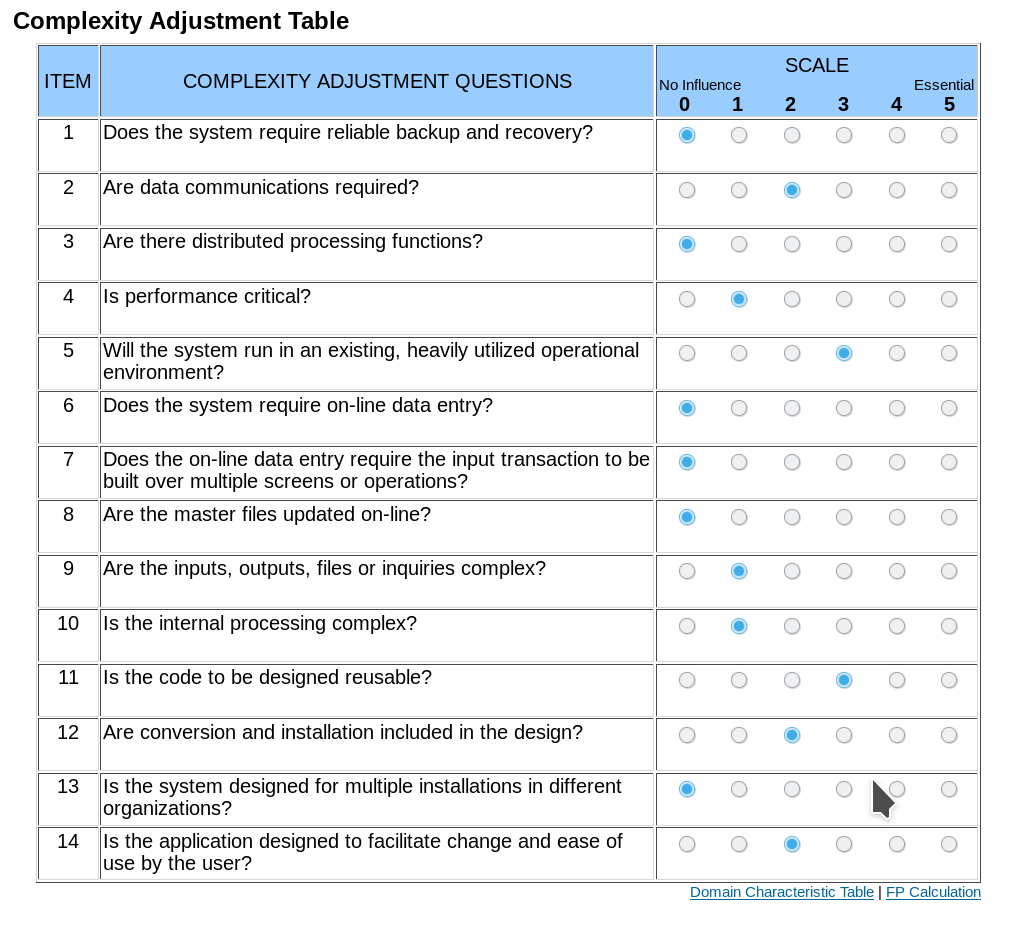 Complexity Adjustment Table
ITEM
COMPLEXITY ADJUSTMENT QUESTIONS
SCALE
No Influence Essential
0 1 2 3 4 5
1 Does the system require reliable backup and recovery?
2 Are data communications required?
3 Are there distributed processing functions?
4 Is performance critical?
5 Will the system run in an existing, heavily utilized operational
environment?
6 Does the system require on-line data entry?
7 Does the on-line data entry require the input transaction to be
built over multiple screens or operations?
8 Are the master files updated on-line?
9 Are the inputs, outputs, files or inquiries complex?
10 Is the internal processing complex?
11 Is the code to be designed reusable?
12 Are conversion and installation included in the design?
13 Is the system designed for multiple installations in different
organizations?
14 Is the application designed to facilitate change and ease of
use by the user?
Domain Characteristic Table | FP Calculation